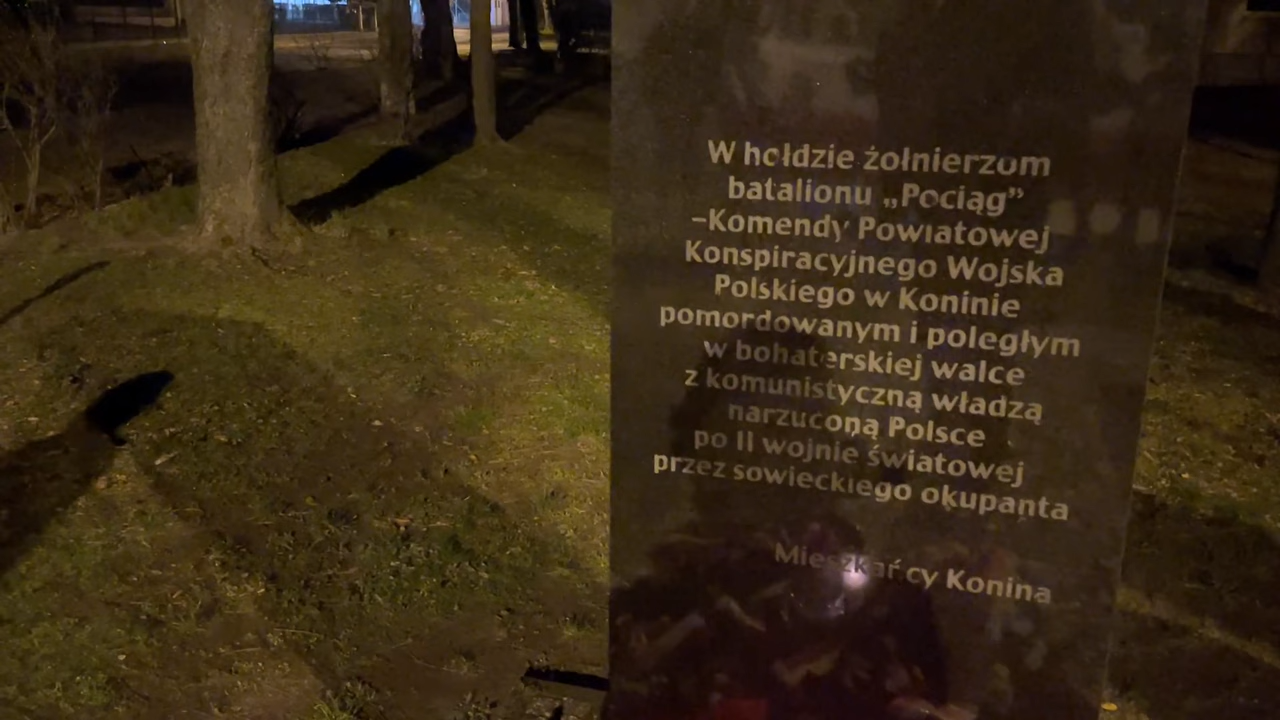 W hołdzie żołnierzom
batalionu „Pociąg”
–Komendy Powiatowej
Konspiracyjnego Wojska
Polskiego w Koninie
pomordowanym i poległym
w bohaterskiej walce
z komunistyczną władzą
narzuconą Polsce
po II wojnie światowej
przez sowieckiego okupanta
Mieszkańcy Konina